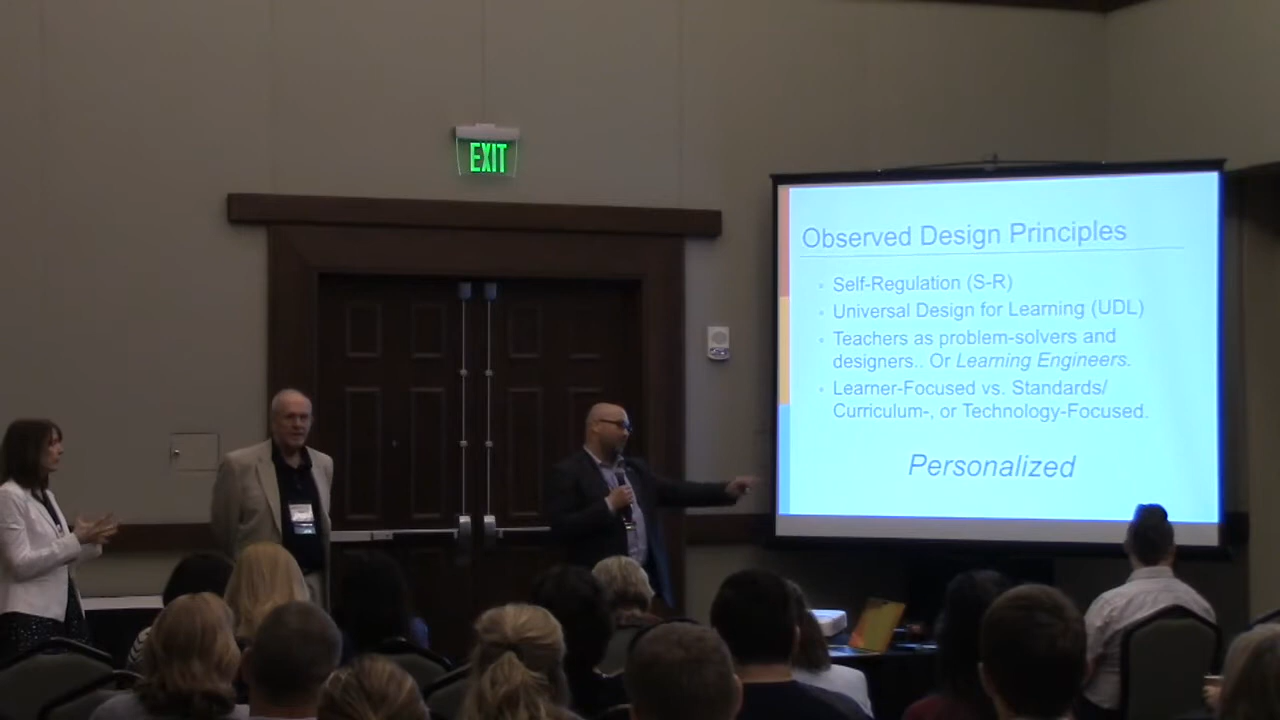 EXIT
Observed Design Principles
Self-Regulation (S-R)
Universal Design for Learning (UDL)
Teachers as problem-solvers and
designers.. Or Learning Engineers.
Learner-Focused vs. Standards/
Curriculum-, or Technology-Focused.
Personalized